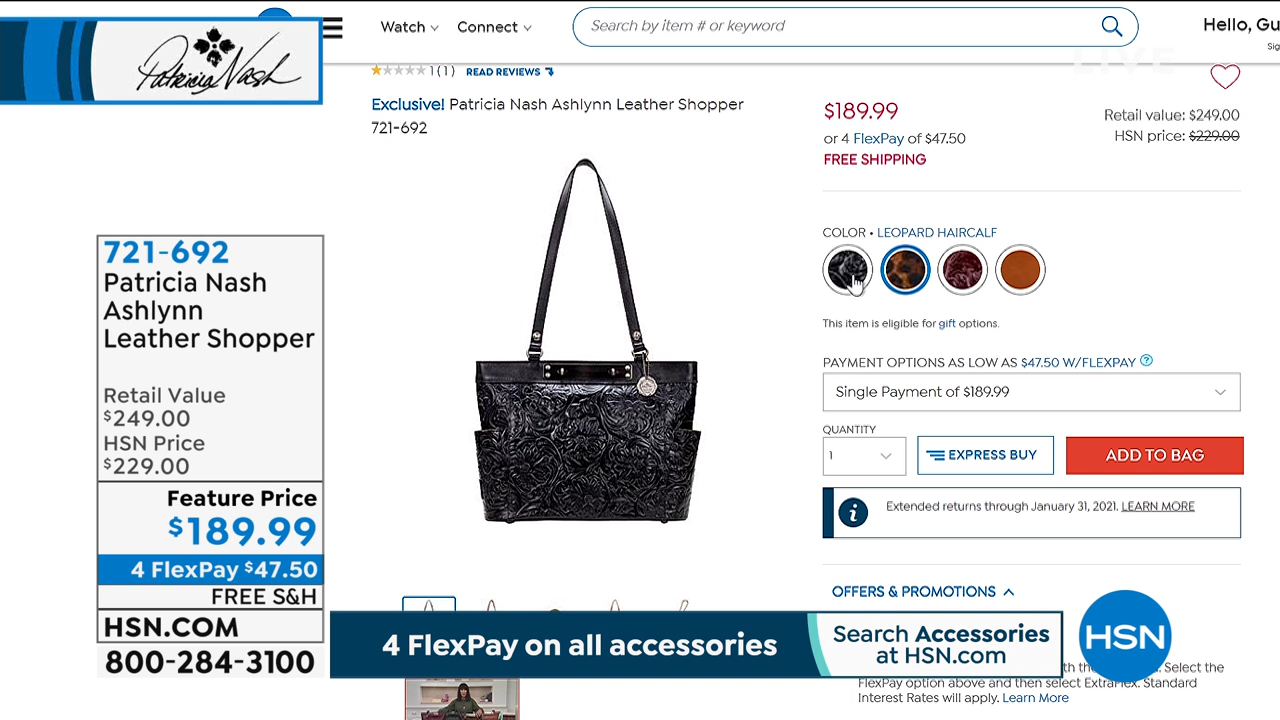 Patricia Nash
Watch
Connect
Search by item # or keyword
Hello, Gu
Sig
LIVE
1 (1)
READ REVIEWS
Exclusive! Patricia Nash Ashlynn Leather Shopper
721-692
$189.99
or 4 FlexPay of $47.50
FREE SHIPPING
Retail value: $249.00
HSN price: $229.00
COLOR • LEOPARD HAIRCALF
This item is eligible for gift options.
PAYMENT OPTIONS AS LOW AS $47.50 W/FLEXPAY ?
Single Payment of $189.99
QUANTITY
1
EXPRESS BUY
ADD TO BAG
i
Extended returns through January 31, 2021. LEARN MORE
OFFERS & PROMOTIONS
Select the
FlexPay option above and then select ExtraFlex. Standard
Interest Rates will apply. Learn More
721-692
Patricia Nash
Ashlynn
Leather Shopper
Retail Value
$249.00
HSN Price
$229.00
Feature Price
$189.99
4 FlexPay $47.50
FREE S&H
HSN.COM
800-284-3100
4 FlexPay on all accessories
Search Accessories
at HSN.com
HSN